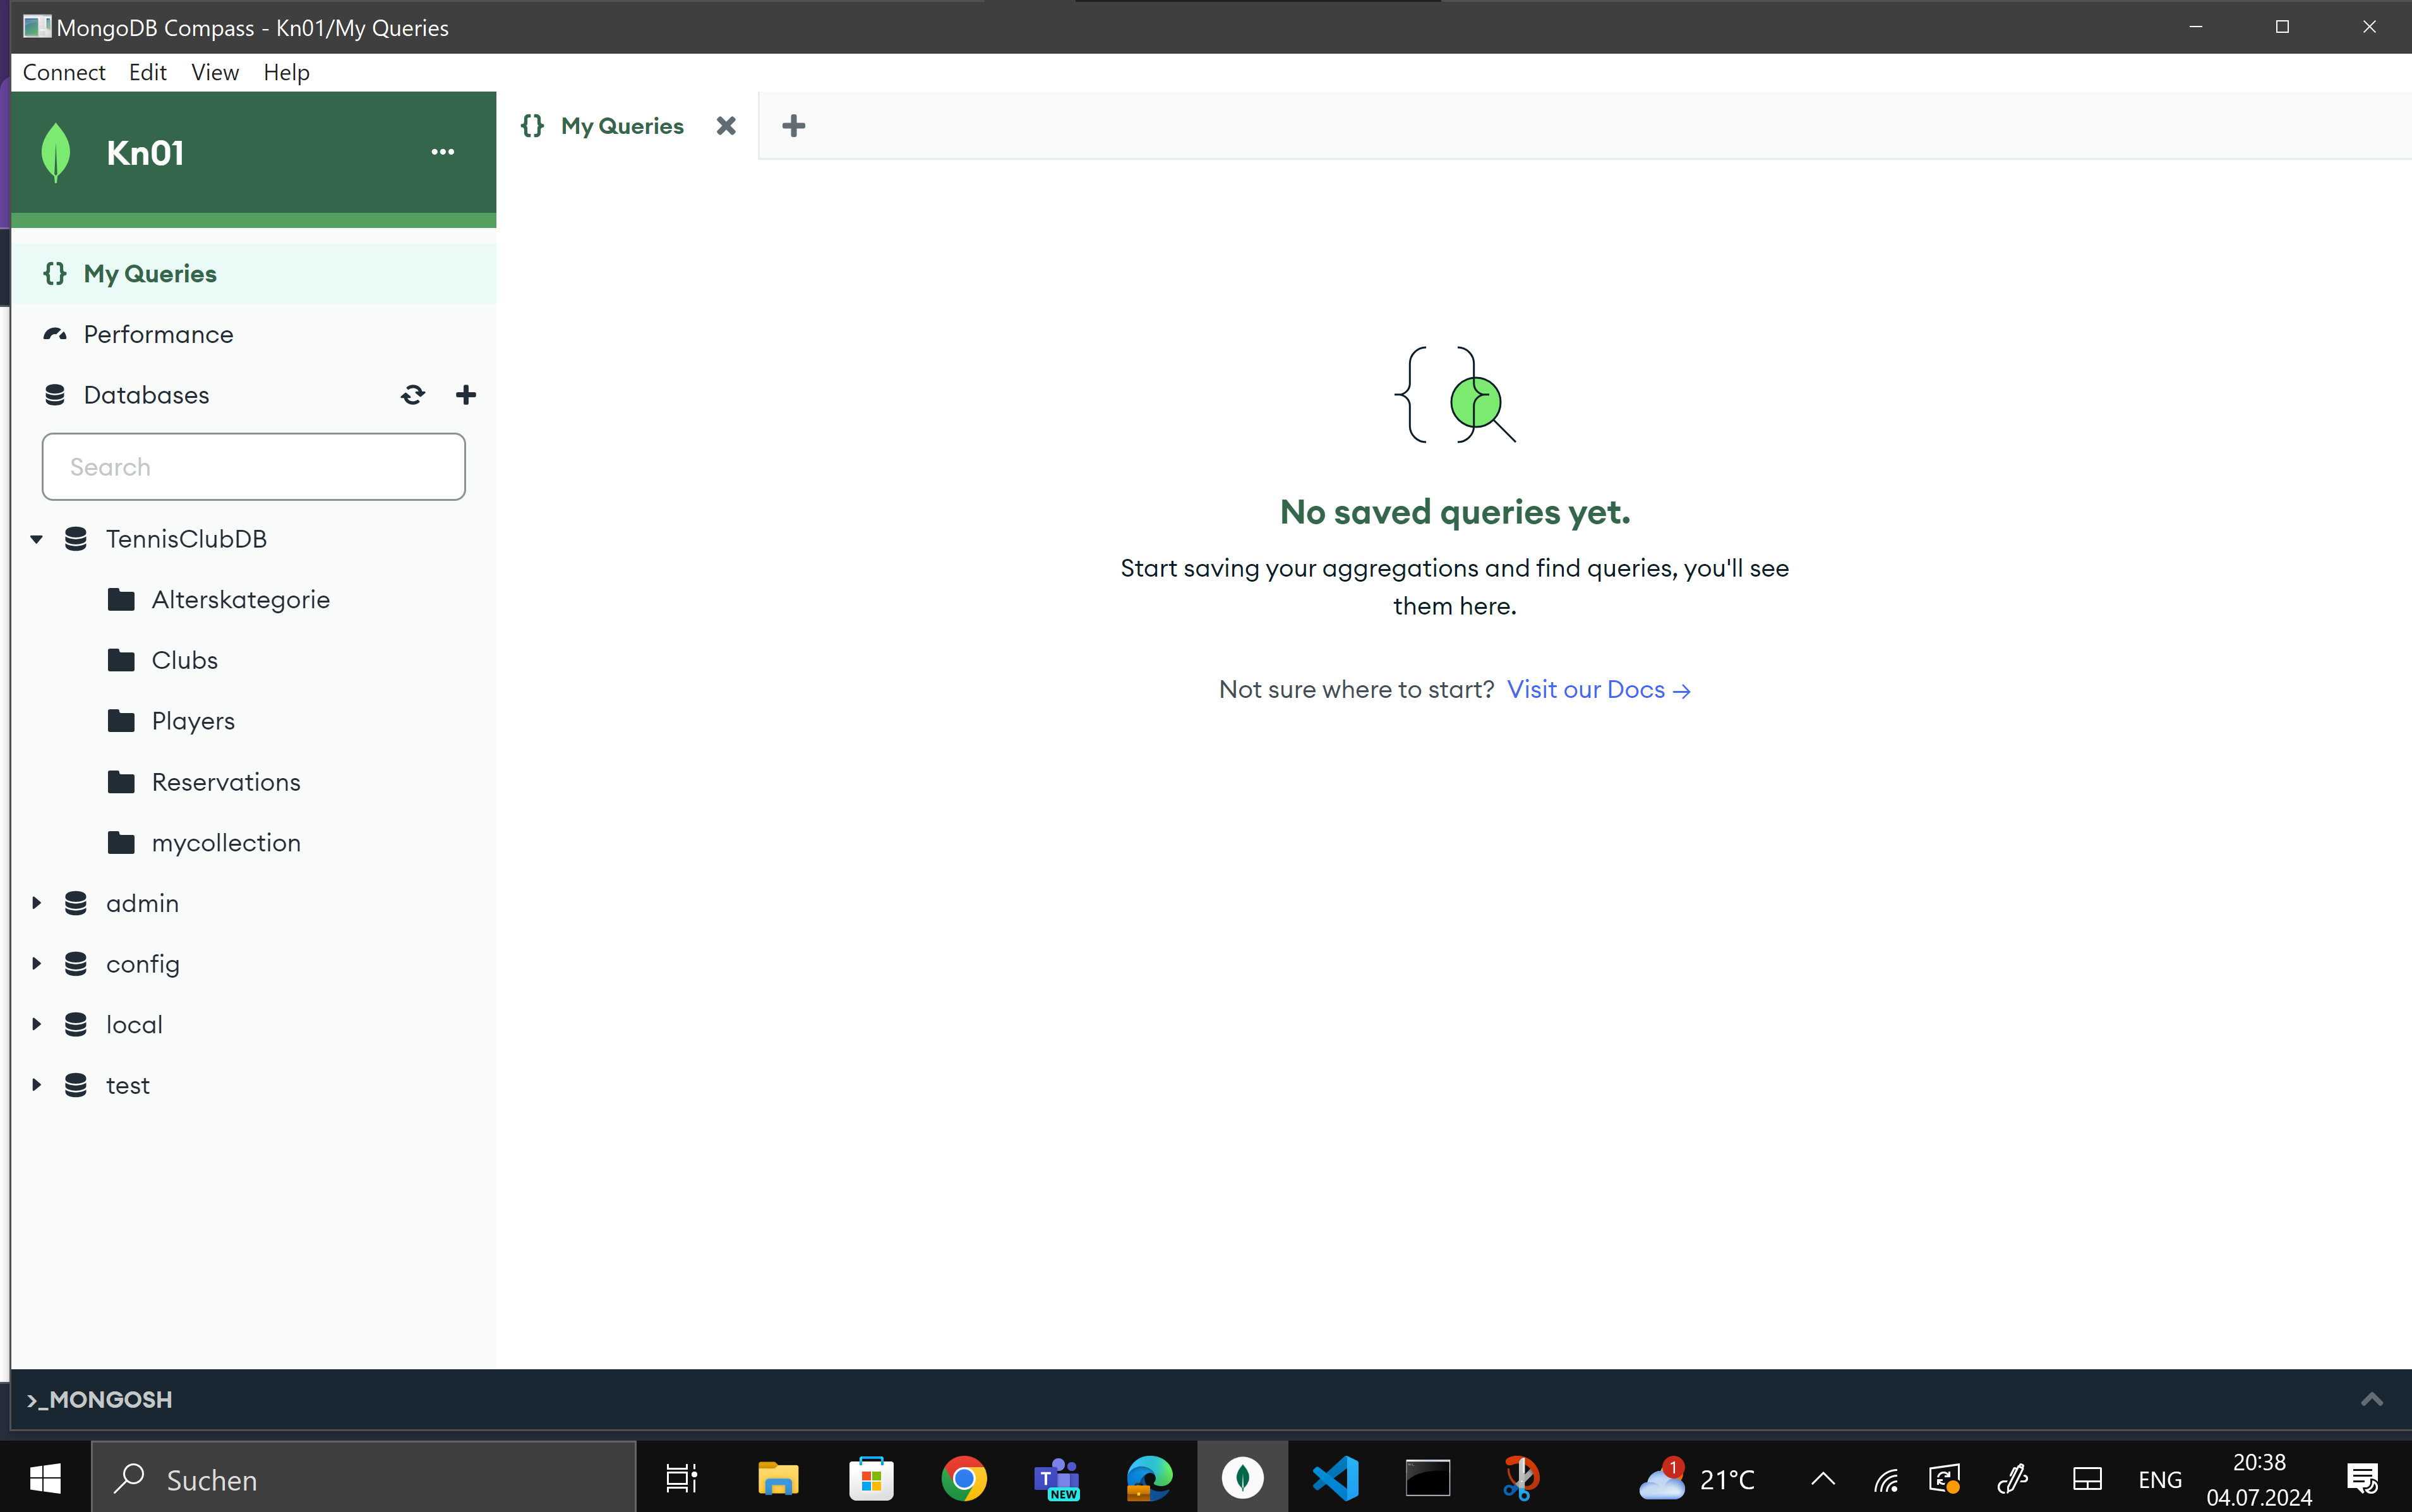 MongoDB Compass - Kn01/My Queries
Connect Edit View Help
Kn01
My Queries
My Queries
Performance
Databases
Search
TennisClubDB
Alterskategorie
Clubs
Players
Reservations
mycollection
admin
config
local
test
No saved queries yet.
Start saving your aggregations and find queries, you'll see
them here.
Not sure where to start? Visit our Docs →
>_MONGOSH
Suchen
T
NEW
1
21°C
ENG
20:38
04.07.2024